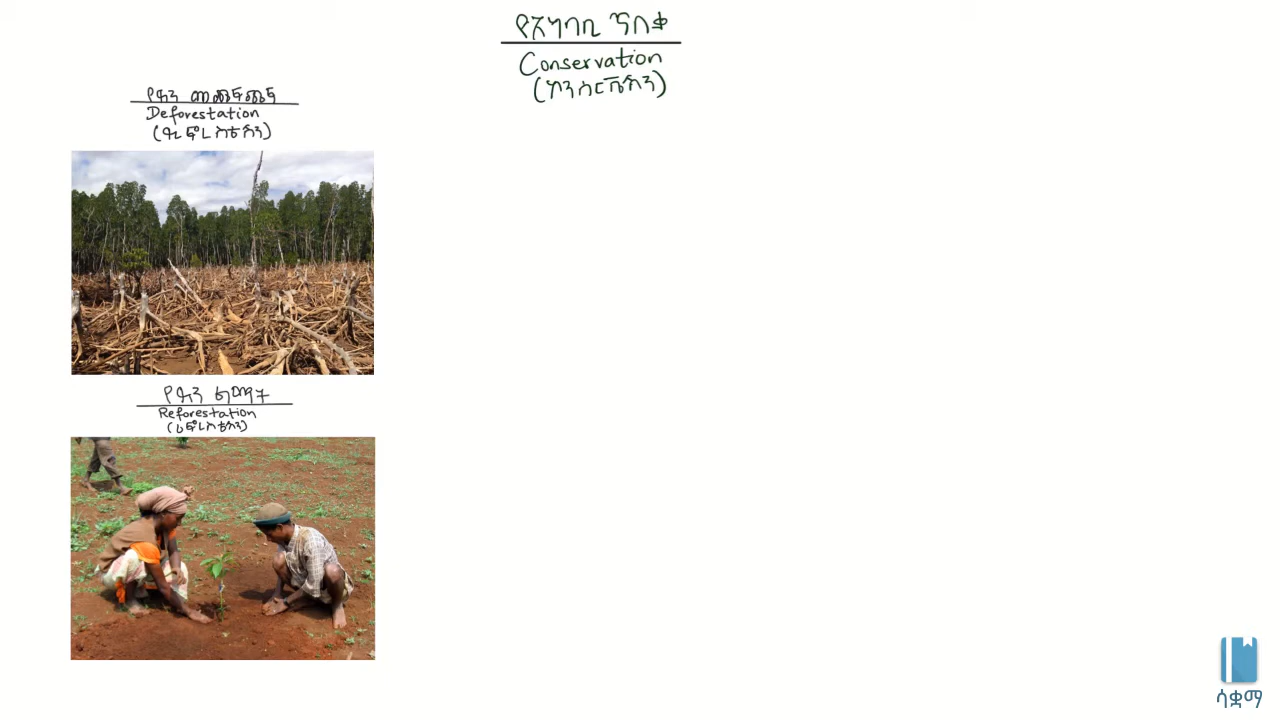 የአካባቢ ጥበቃ
Conservation
(ኮንሰርቬሽን)
የደን መጨፍጨፍ
Deforestation
(ዲፎረስቴሽን)
የደን ልማት
Reforestation
(ሪፎረስቴሽን)
ሳቋማ